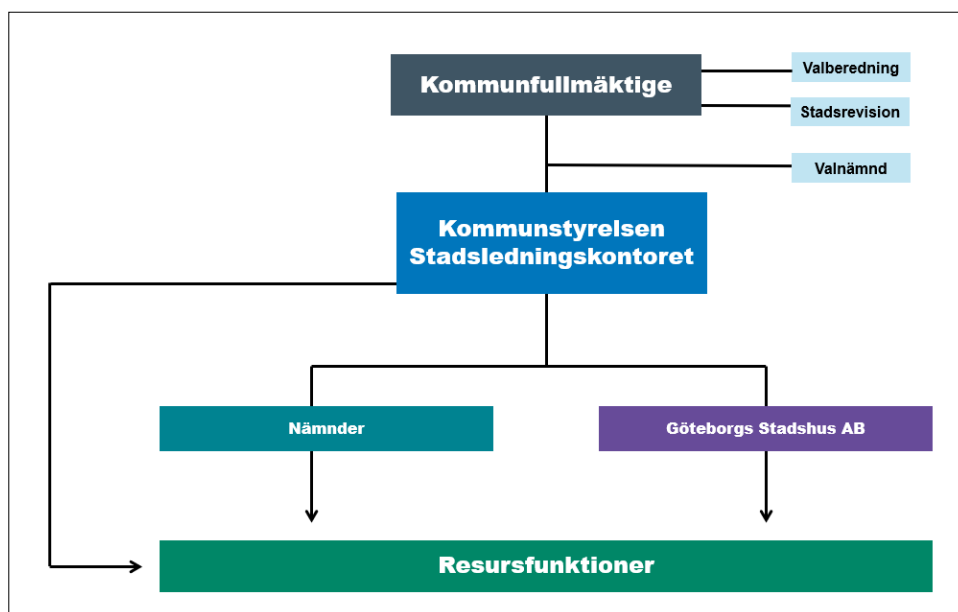 Kommunfullmäktige
Valberedning
Stadsrevision
Valnämnd
Kommunstyrelsen
Stadsledningskontoret
Nämnder
Göteborgs Stadshus AB
Resursfunktioner